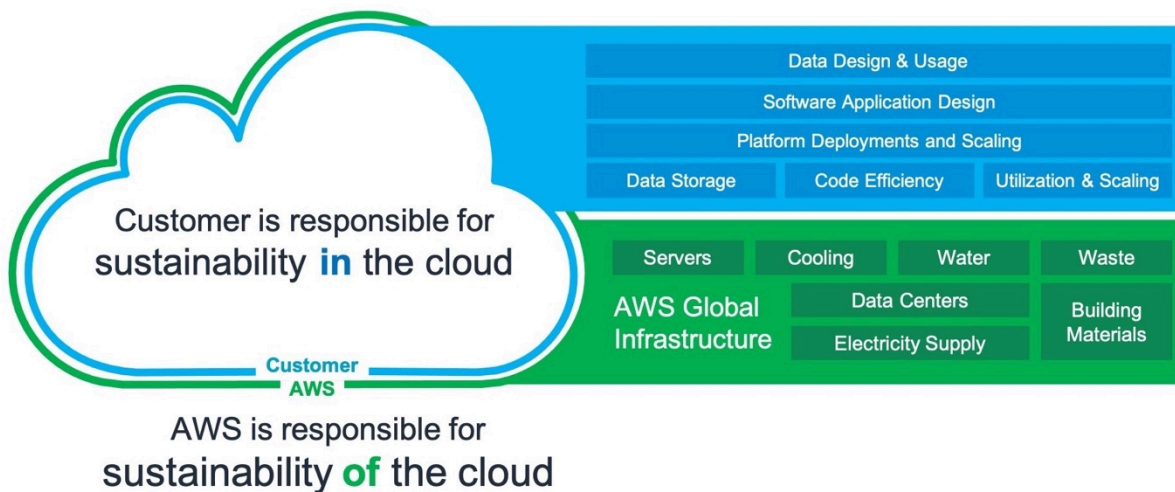 Data Design & Usage
Software Application Design
Platform Deployments and Scaling
Data Storage
Code Efficiency
Utilization & Scaling
Customer is responsible for
sustainability in the cloud
Servers
Cooling
Water
Waste
AWS Global
Infrastructure
Data Centers
Electricity Supply
Building
Materials
Customer
AWS
AWS is responsible for
sustainability of the cloud